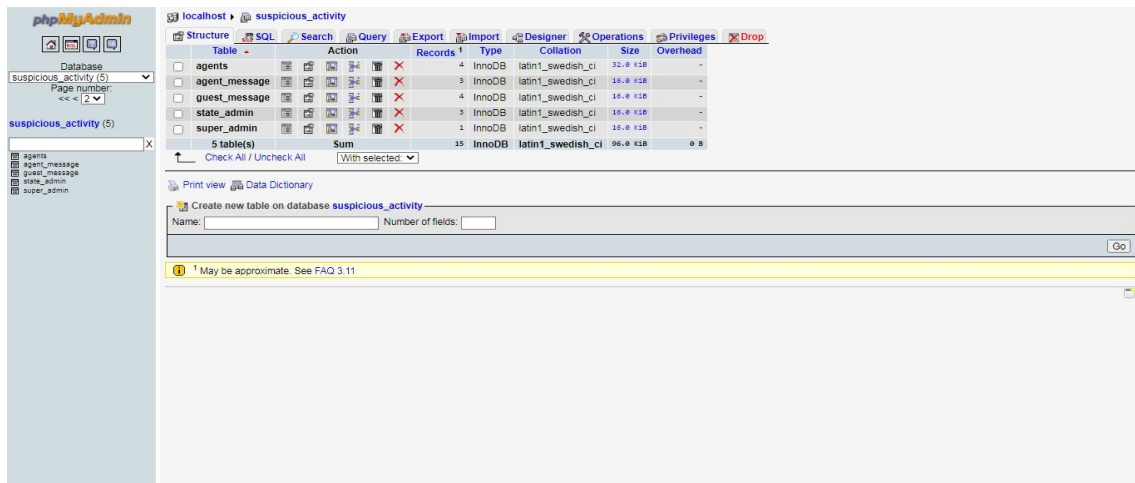 phpMyAdmin
Database
suspicious_activity (5)
Page number:
<< < 2
suspicious_activity (5)
X
agents
agent_message
guest_message
state_admin
super_admin
localhost ▸ suspicious_activity
Structure SQL Search Query Export Import Designer Operations Privileges Drop
Table Action Records 1 Type Collation Size Overhead
agents 4 InnoDB latin1_swedish_ci 32.0 KiB -
agent_message 3 InnoDB latin1_swedish_ci 16.0 KiB -
guest_message 4 InnoDB latin1_swedish_ci 16.0 KiB -
state_admin 3 InnoDB latin1_swedish_ci 16.0 KiB -
super_admin 1 InnoDB latin1_swedish_ci 16.0 KiB -
5 table(s) Sum 15 InnoDB latin1_swedish_ci 96.0 KiB 0 B
Check All / Uncheck All With selected:
Print view Data Dictionary
Create new table on database suspicious_activity
Name: Number of fields:
Go
1 May be approximate. See FAQ 3.11